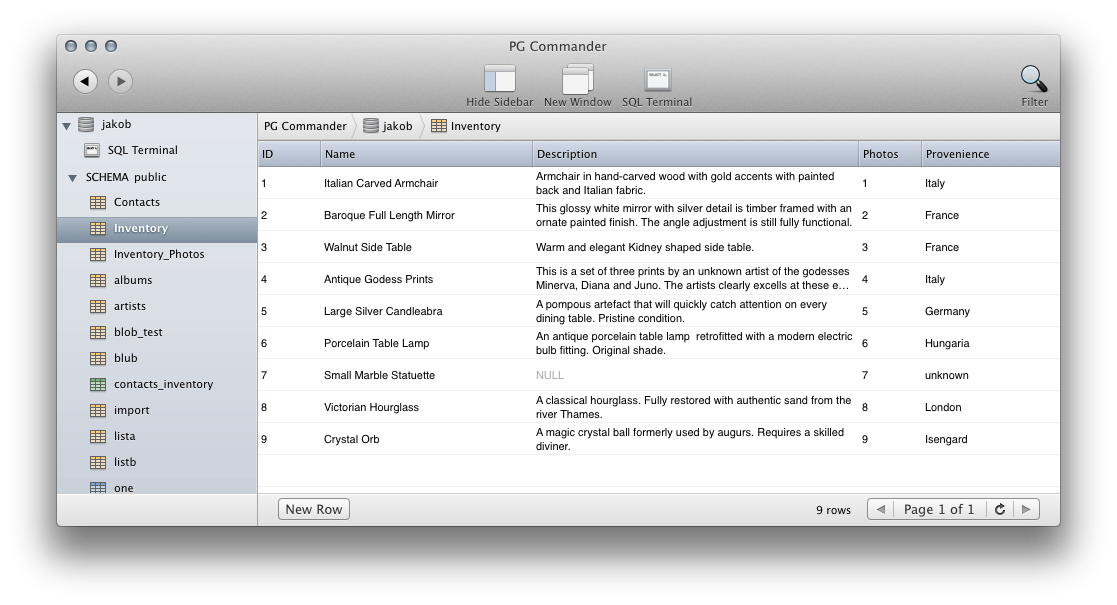 PG Commander
Hide Sidebar New Window SQL Terminal Filter
jakob
SQL Terminal
SCHEMA public
Contacts
Inventory
Inventory_Photos
albums
artists
blob_test
blub
contacts_inventory
import
lista
listb
one
PG Commander jakob Inventory
ID Name Description Photos Provenience
1 Italian Carved Armchair Armchair in hand-carved wood with gold accents with painted
back and Italian fabric. 1 Italy
2 Baroque Full Length Mirror This glossy white mirror with silver detail is timber framed with an
ornate painted finish. The angle adjustment is still fully functional. 2 France
3 Walnut Side Table Warm and elegant Kidney shaped side table. 3 France
4 Antique Godess Prints This is a set of three prints by an unknown artist of the godesses
Minerva, Diana and Juno. The artists clearly excells at these e… 4 Italy
5 Large Silver Candleabra A pompous artefact that will quickly catch attention on every
dining table. Pristine condition. 5 Germany
6 Porcelain Table Lamp An antique porcelain table lamp retrofitted with a modern electric
bulb fitting. Original shade. 6 Hungaria
7 Small Marble Statuette NULL 7 unknown
8 Victorian Hourglass A classical hourglass. Fully restored with authentic sand from the
river Thames. 8 London
9 Crystal Orb A magic crystal ball formerly used by augurs. Requires a skilled
diviner. 9 Isengard
New Row 9 rows Page 1 of 1